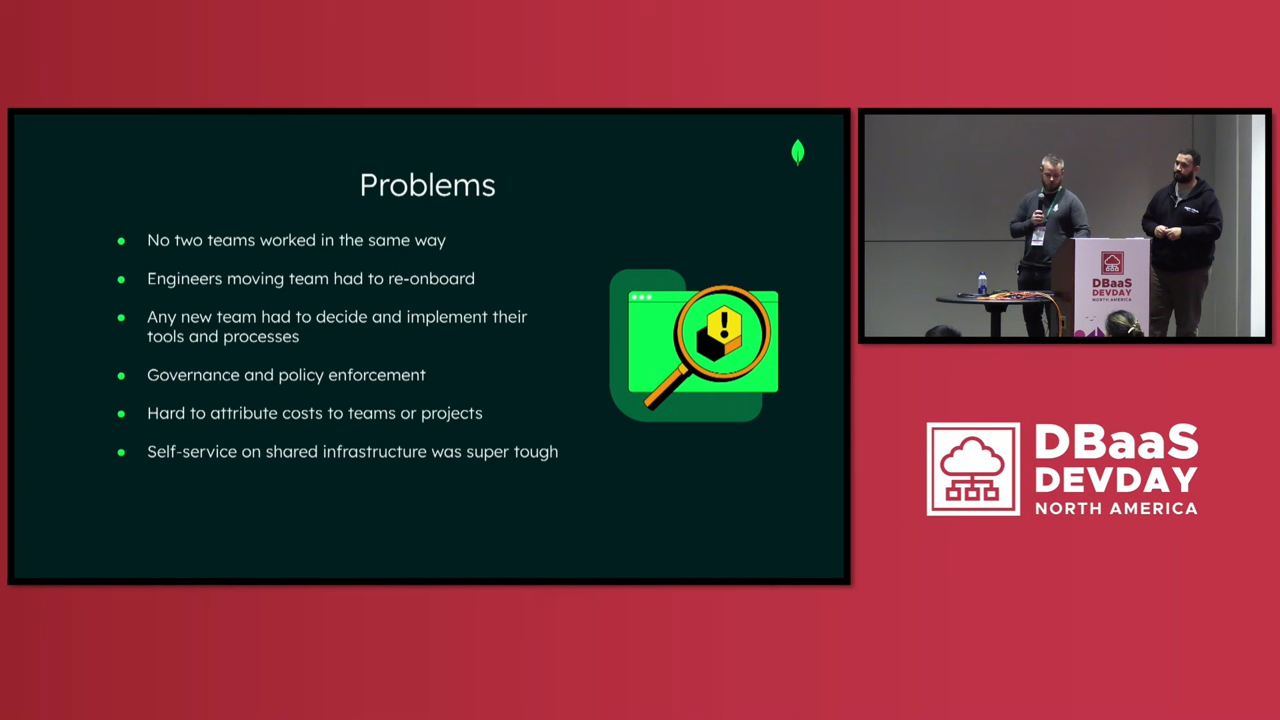 Problems
No two teams worked in the same way
Engineers moving team had to re-onboard
Any new team had to decide and implement their
tools and processes
Governance and policy enforcement
Hard to attribute costs to teams or projects
Self-service on shared infrastructure was super tough
DBaaS
DEVDAY
NORTH AMERICA
DBaaS
DEVDAY
NORTH AMERICA